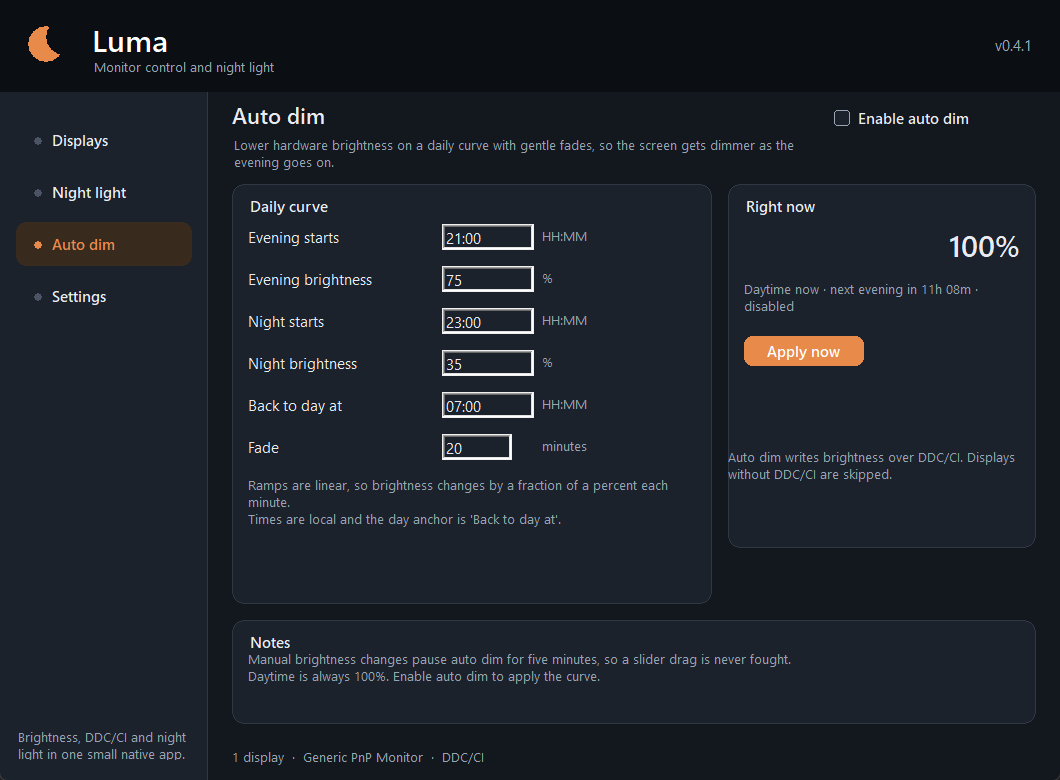 Luma
Monitor control and night light
v0.4.1
Displays
Night light
Auto dim
Settings
Brightness, DDC/CI and night
light in one small native app.
Auto dim
Enable auto dim
Lower hardware brightness on a daily curve with gentle fades, so the screen gets dimmer as the
evening goes on.
Daily curve
Evening starts 21:00 HH:MM
Evening brightness 75 %
Night starts 23:00 HH:MM
Night brightness 35 %
Back to day at 07:00 HH:MM
Fade 20 minutes
Ramps are linear, so brightness changes by a fraction of a percent each
minute.
Times are local and the day anchor is 'Back to day at'.
Right now
100%
Daytime now · next evening in 11h 08m ·
disabled
Apply now
Auto dim writes brightness over DDC/CI. Displays
without DDC/CI are skipped.
Notes
Manual brightness changes pause auto dim for five minutes, so a slider drag is never fought.
Daytime is always 100%. Enable auto dim to apply the curve.
1 display · Generic PnP Monitor · DDC/CI